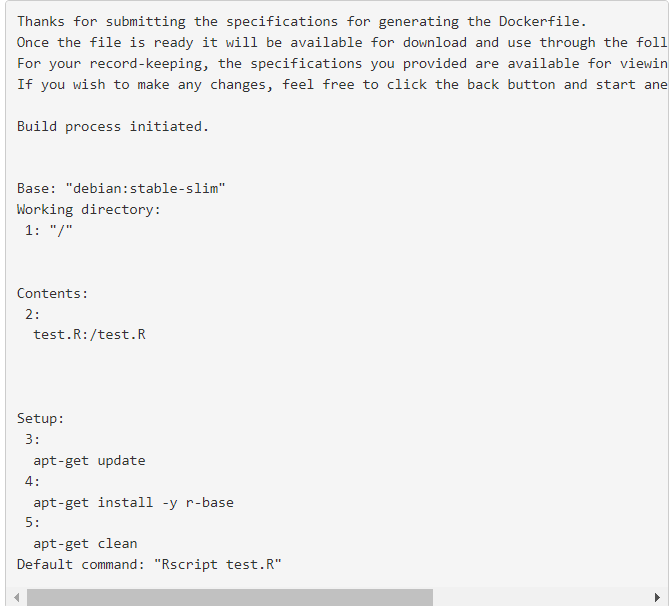 Thanks for submitting the specifications for generating the Dockerfile.
Once the file is ready it will be available for download and use through the foll
For your record-keeping, the specifications you provided are available for viewin
If you wish to make any changes, feel free to click the back button and start ane
Build process initiated.
Base: "debian:stable-slim"
Working directory:
1: "/"
Contents:
2:
test.R:/test.R
Setup:
3:
apt-get update
4:
apt-get install -y r-base
5:
apt-get clean
Default command: "Rscript test.R"